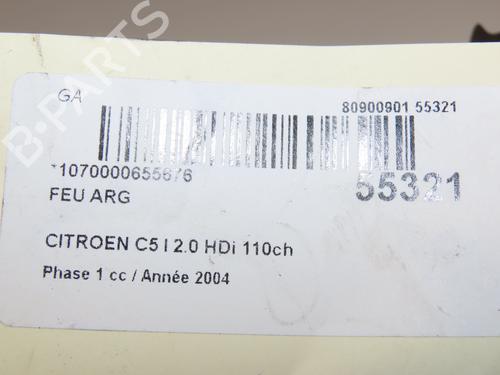 GA
80900901 55321
*1070000655676
55321
FEU ARG
CITROEN C5 I 2.0 HDi 110ch
Phase 1 cc / Année 2004
B-PARTS